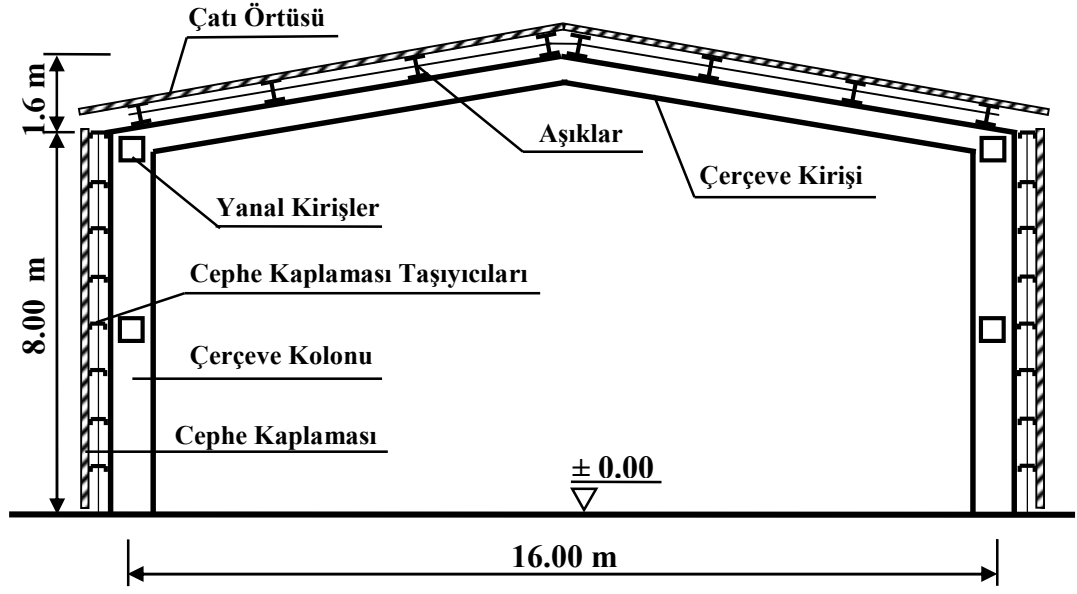 Çatı Örtüsü
1.6 m
Aşıklar
Çerçeve Kirişi
Yanal Kirişler
Cephe Kaplaması Taşıyıcıları
8.00 m
Çerçeve Kolonu
Cephe Kaplaması
± 0.00
16.00 m